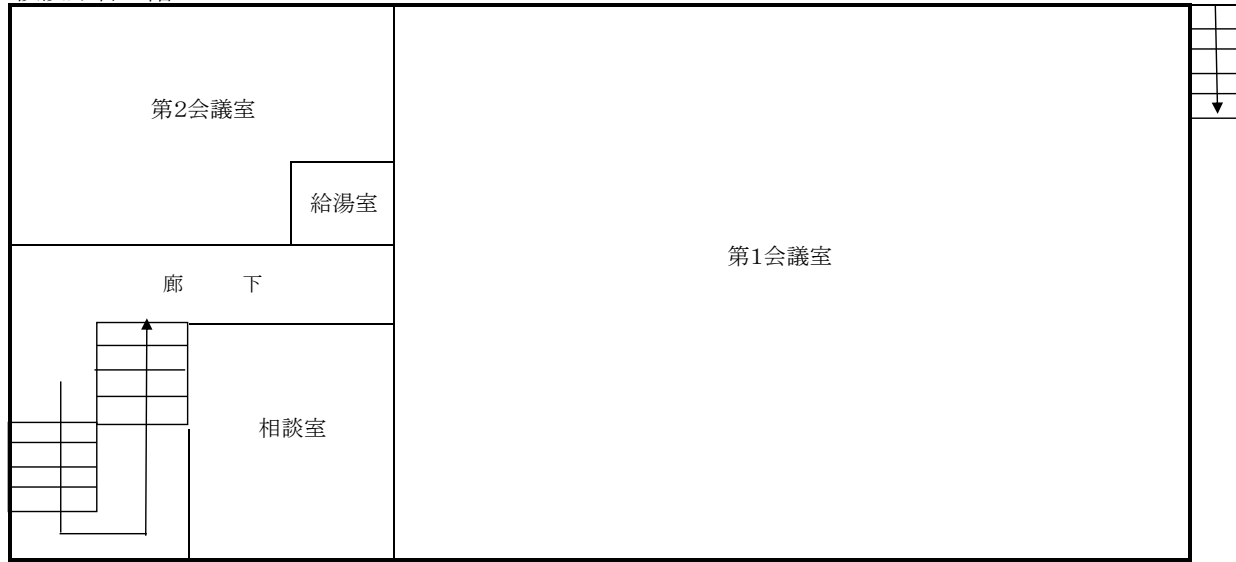 第2会議室
給湯室
第1会議室
廊　　下
相談室